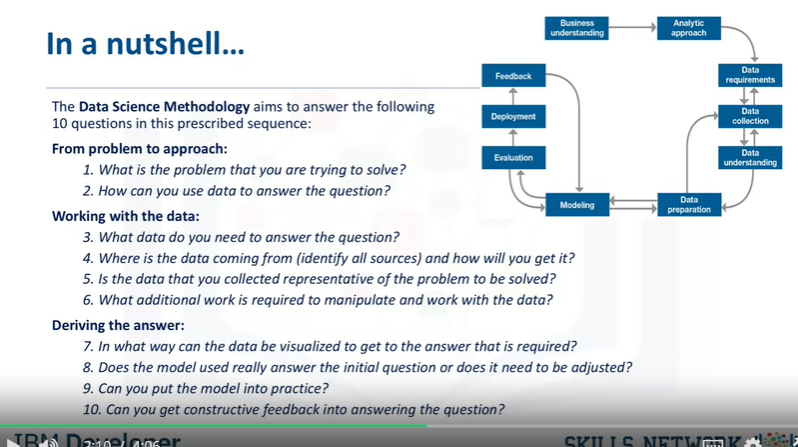 In a nutshell...
The Data Science Methodology aims to answer the following
10 questions in this prescribed sequence:
From problem to approach:
1. What is the problem that you are trying to solve?
2. How can you use data to answer the question?
Working with the data:
3. What data do you need to answer the question?
4. Where is the data coming from (identify all sources) and how will you get it?
5. Is the data that you collected representative of the problem to be solved?
6. What additional work is required to manipulate and work with the data?
Deriving the answer:
7. In what way can the data be visualized to get to the answer that is required?
8. Does the model used really answer the initial question or does it need to be adjusted?
9. Can you put the model into practice?
10. Can you get constructive feedback into answering the question?
Business
understanding
Analytic
approach
Data
requirements
Data
collection
Data
understanding
Data
preparation
Modeling
Evaluation
Deployment
Feedback
IBM Developer
2:10 / 4:06
SKILLS NETWORK